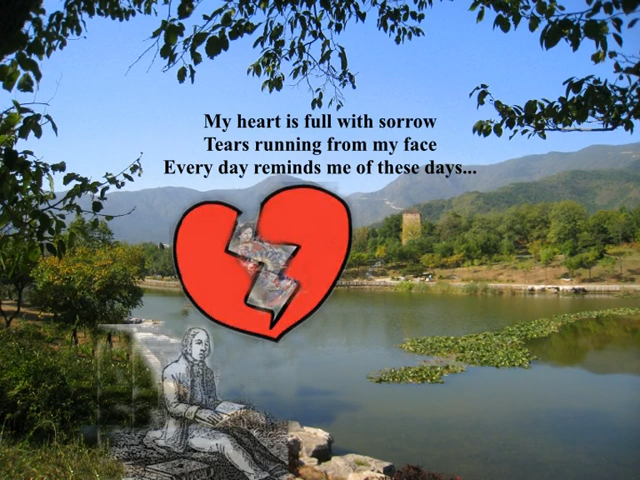 My heart is full with sorrow
Tears running from my face
Every day reminds me of these days...